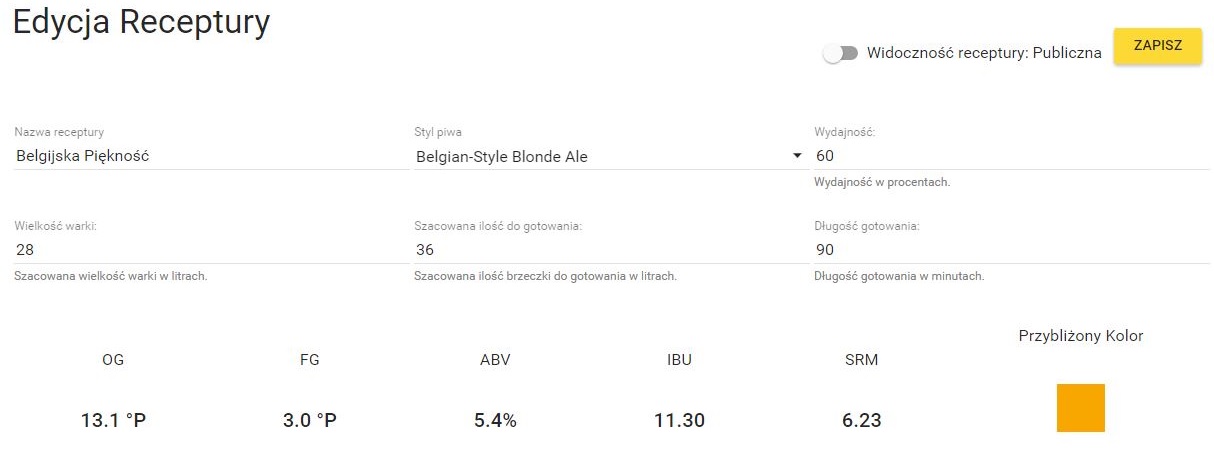 Edycja Receptury
Widoczność receptury: Publiczna
ZAPISZ
Nazwa receptury
Belgijska Piękność
Styl piwa
Belgian-Style Blonde Ale
Wydajność:
60
Wydajność w procentach.
Wielkość warki:
28
Szacowana wielkość warki w litrach.
Szacowana ilość do gotowania:
36
Szacowana ilość brzeczki do gotowania w litrach.
Długość gotowania:
90
Długość gotowania w minutach.
OG
13.1 °P
FG
3.0 °P
ABV
5.4%
IBU
11.30
SRM
6.23
Przybliżony Kolor